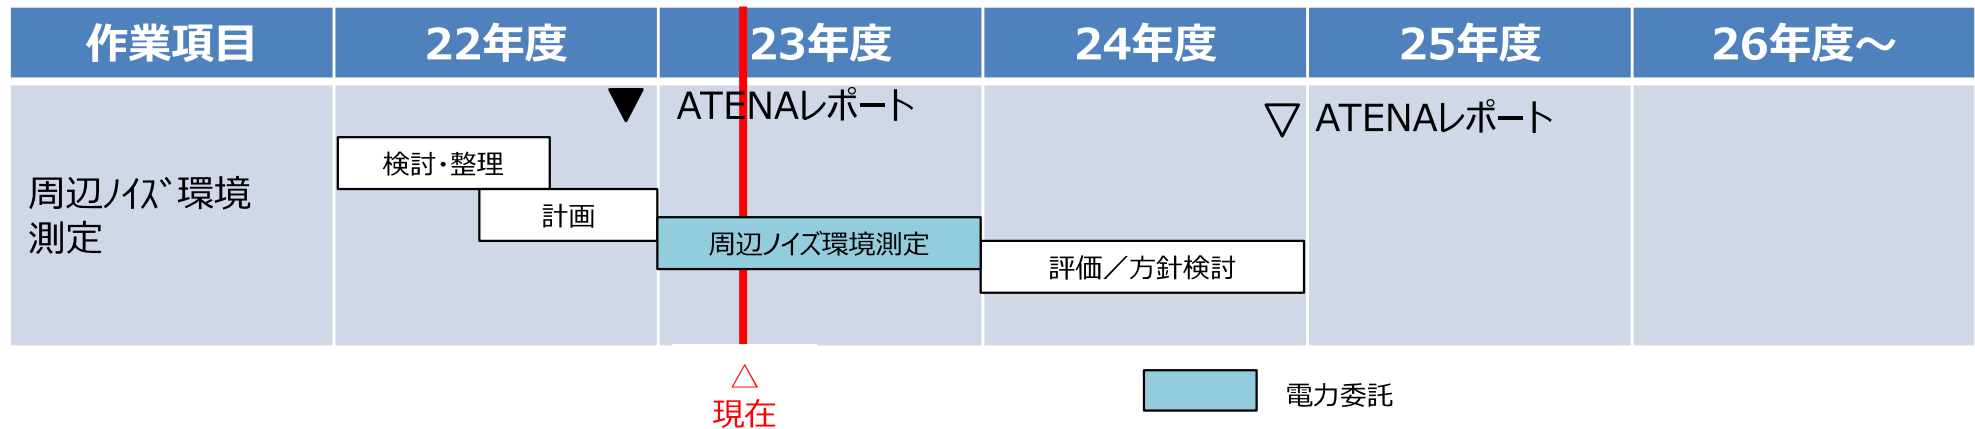 作業項目 22年度 23年度 24年度 25年度 26年度～
▼ ATENAレポート ▽ ATENAレポート
検討・整理
周辺ﾉｲｽﾞ環境
測定
計画
周辺ノイズ環境測定
評価／方針検討
△
現在
電力委託